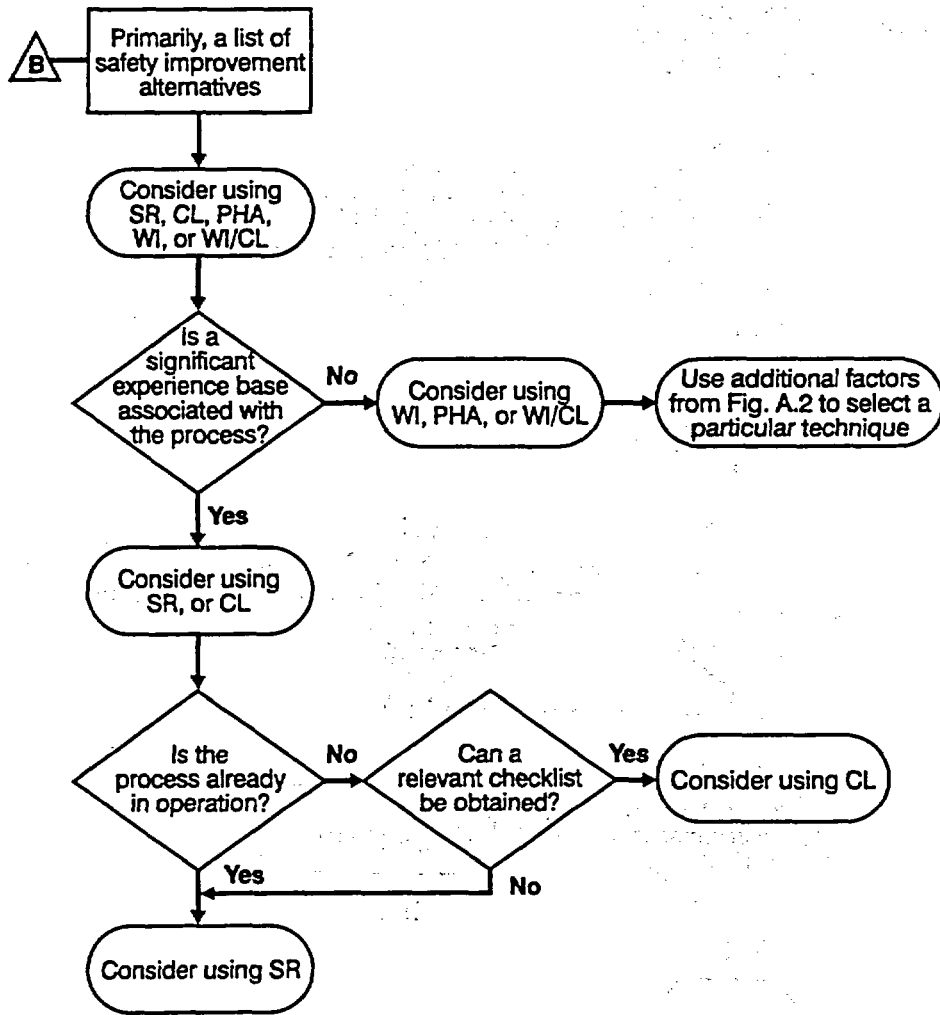 B
Primarily, a list of
safety improvement
alternatives
Consider using
SR, CL, PHA,
WI, or WI/CL
Is a
significant
experience base
associated with
the process?
No
Consider using
WI, PHA, or WI/CL
Use additional factors
from Fig. A.2 to select a
particular technique
Yes
Consider using
SR, or CL
Is the
process already
in operation?
No
Can a
relevant checklist
be obtained?
Yes
Consider using CL
Yes
No
Consider using SR